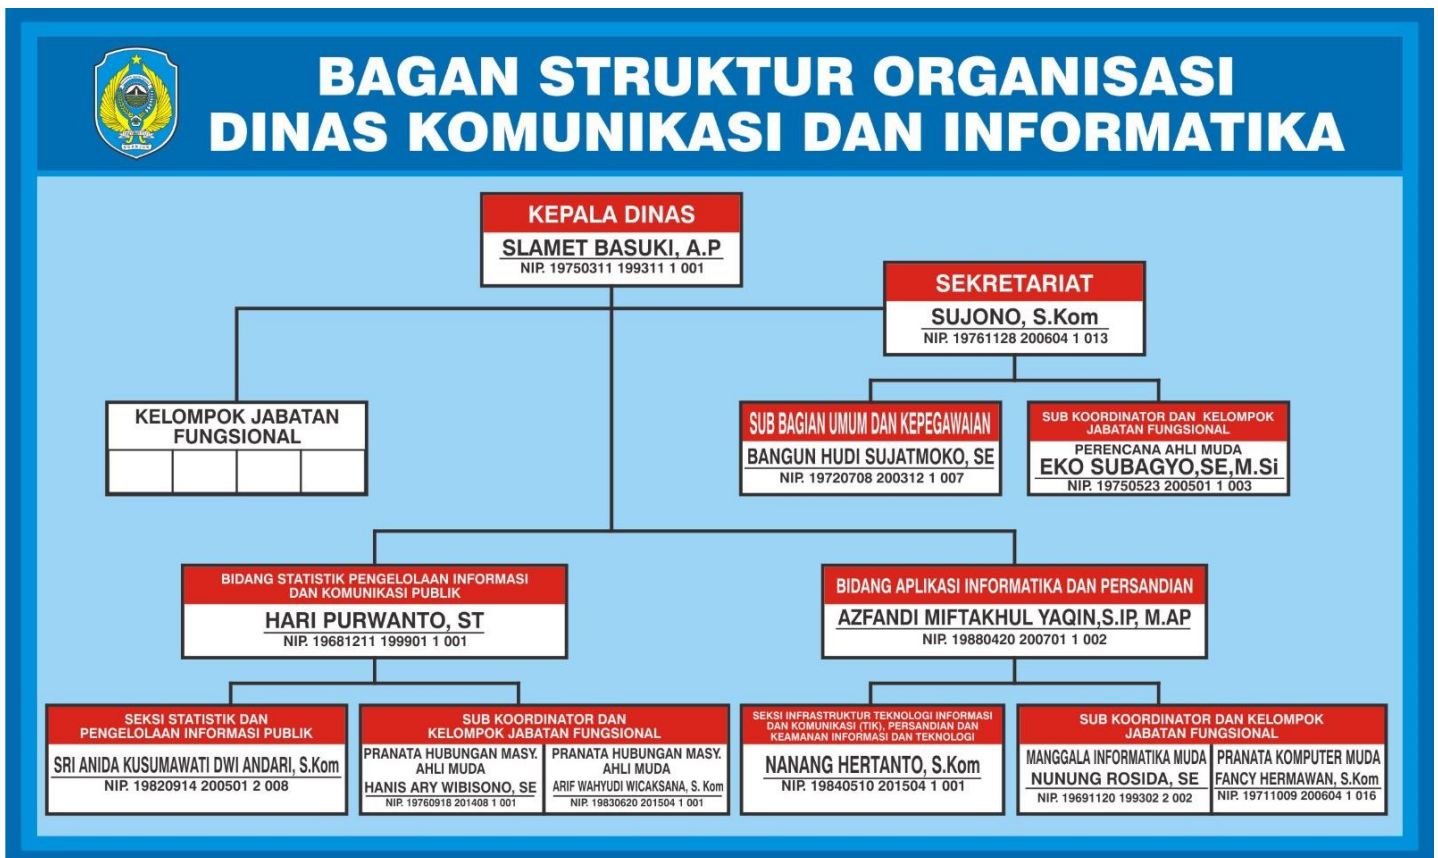 BAGAN STRUKTUR ORGANISASI
DINAS KOMUNIKASI DAN INFORMATIKA
KEPALA DINAS
SLAMET BASUKI, A.P
NIP. 19750311 199311 1 001
SEKRETARIAT
SUJONO, S.Kom
NIP. 19761128 200604 1 013
KELOMPOK JABATAN
FUNGSIONAL
SUB BAGIAN UMUM DAN KEPEGAWAIAN
BANGUN HUDI SUJATMOKO, SE
NIP. 19720708 200312 1 007
SUB KOORDINATOR DAN KELOMPOK
JABATAN FUNGSIONAL
PERENCANA AHLI MUDA
EKO SUBAGYO,SE,M.Si
NIP. 19750523 200501 1 003
BIDANG STATISTIK PENGELOLAAN INFORMASI
DAN KOMUNIKASI PUBLIK
HARI PURWANTO, ST
NIP. 19681211 199901 1 001
BIDANG APLIKASI INFORMATIKA DAN PERSANDIAN
AZFANDI MIFTAKHUL YAQIN,S.IP, M.AP
NIP. 19880420 200701 1 002
SEKSI STATISTIK DAN
PENGELOLAAN INFORMASI PUBLIK
SRI ANIDA KUSUMAWATI DWI ANDARI, S.Kom
NIP. 19820914 200501 2 008
SUB KOORDINATOR DAN
KELOMPOK JABATAN FUNGSIONAL
PRANATA HUBUNGAN MASY.
AHLI MUDA
HANIS ARY WIBISONO, SE
NIP. 19760918 201408 1 001
PRANATA HUBUNGAN MASY.
AHLI MUDA
ARIF WAHYUDI WICAKSANA, S. Kom
NIP. 19830620 201504 1 001
SEKSI INFRASTRUKTUR TEKNOLOGI INFORMASI
DAN KOMUNIKASI (TIK), PERSANDIAN DAN
KEAMANAN INFORMASI DAN TEKNOLOGI
NANANG HERTANTO, S.Kom
NIP. 19840510 201504 1 001
SUB KOORDINATOR DAN KELOMPOK
JABATAN FUNGSIONAL
MANGGALA INFORMATIKA MUDA
NUNUNG ROSIDA, SE
NIP. 19691120 199302 2 002
PRANATA KOMPUTER MUDA
FANCY HERMAWAN, S.Kom
NIP. 19711009 200604 1 016